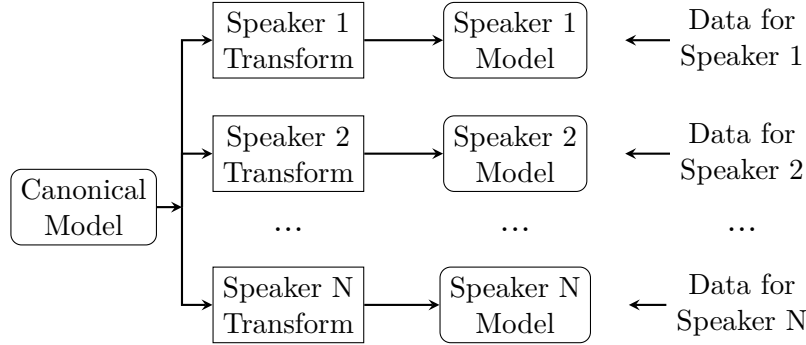 Speaker 1
Transform
Speaker 1
Model
Data for
Speaker 1
Speaker 2
Transform
Speaker 2
Model
Data for
Speaker 2
Canonical
Model
... ... ...
Speaker N
Transform
Speaker N
Model
Data for
Speaker N